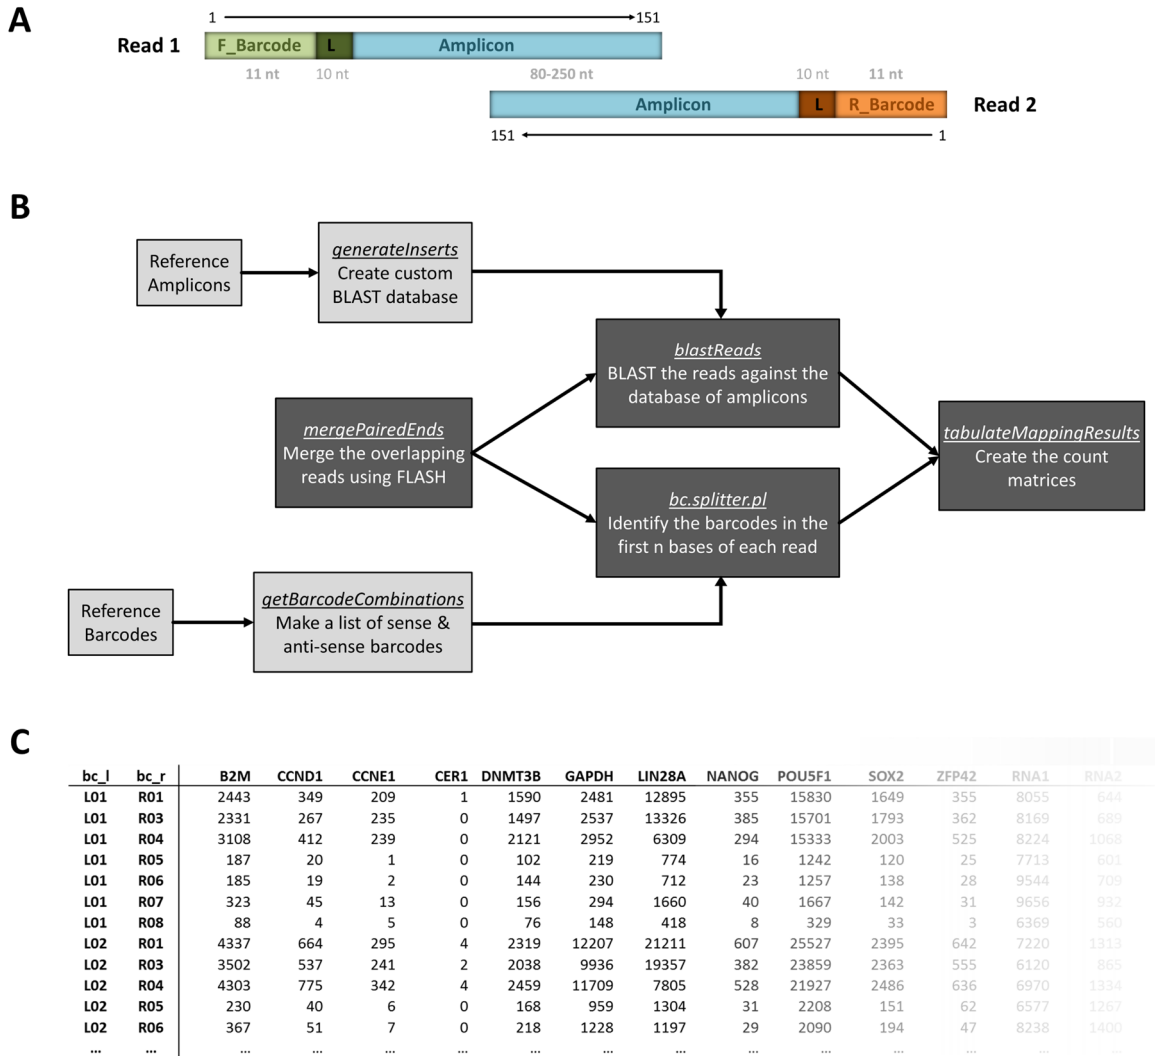 A
1 151
Read 1 F_Barcode L Amplicon
11 nt 10 nt 80-250 nt 10 nt 11 nt
Amplicon L R_Barcode Read 2
151 1
B
Reference
Amplicons
generateInserts
Create custom
BLAST database
blastReads
BLAST the reads against the
database of amplicons
mergePairedEnds
Merge the overlapping
reads using FLASH
tabulateMappingResults
Create the count
matrices
bc.splitter.pl
Identify the barcodes in the
first n bases of each read
Reference
Barcodes
getBarcodeCombinations
Make a list of sense &
anti-sense barcodes
C
bc_l bc_r B2M CCND1 CCNE1 CER1 DNMT3B GAPDH LIN28A NANOG POU5F1 SOX2 ZFP42 RNA1 RNA2
L01 R01 2443 349 209 1 1590 2481 12895 355 15830 1649 355 8055 644
L01 R03 2331 267 235 0 1497 2537 13326 385 15701 1793 362 8169 689
L01 R04 3108 412 239 0 2121 2952 6309 294 15333 2003 525 8224 1068
L01 R05 187 20 1 0 102 219 774 16 1242 120 25 7713 601
L01 R06 185 19 2 0 144 230 712 23 1257 138 28 9544 709
L01 R07 323 45 13 0 156 294 1660 40 1667 142 31 9656 932
L01 R08 88 4 5 0 76 148 418 8 329 33 3 6369 560
L02 R01 4337 664 295 4 2319 12207 21211 607 25527 2395 642 7220 1313
L02 R03 3502 537 241 2 2038 9936 19357 382 23859 2363 555 6120 865
L02 R04 4303 775 342 4 2459 11709 7805 528 21927 2486 636 6970 1334
L02 R05 230 40 6 0 168 959 1304 31 2208 151 62 6577 1267
L02 R06 367 51 7 0 218 1228 1197 29 2090 194 47 8238 1400
... ... ... ... ... ... ... ... ... ... ... ... ... ... ...